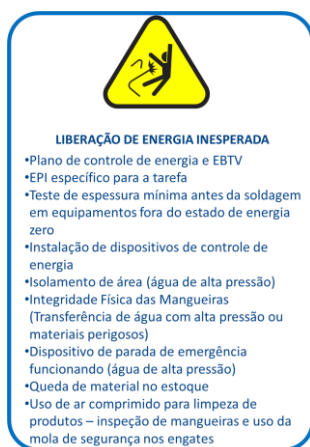 LIBERAÇÃO DE ENERGIA INESPERADA
•Plano de controle de energia e EBTV
•EPI específico para a tarefa
•Teste de espessura mínima antes da soldagem
em equipamentos fora do estado de energia
zero
•Instalação de dispositivos de controle de
energia
•Isolamento de área (água de alta pressão)
•Integridade Física das Mangueiras
(Transferência de água com alta pressão ou
materiais perigosos)
•Dispositivo de parada de emergência
funcionando (água de alta pressão)
•Queda de material no estoque
•Uso de ar comprimido para limpeza de
produtos – inspeção de mangueiras e uso da
mola de segurança nos engates